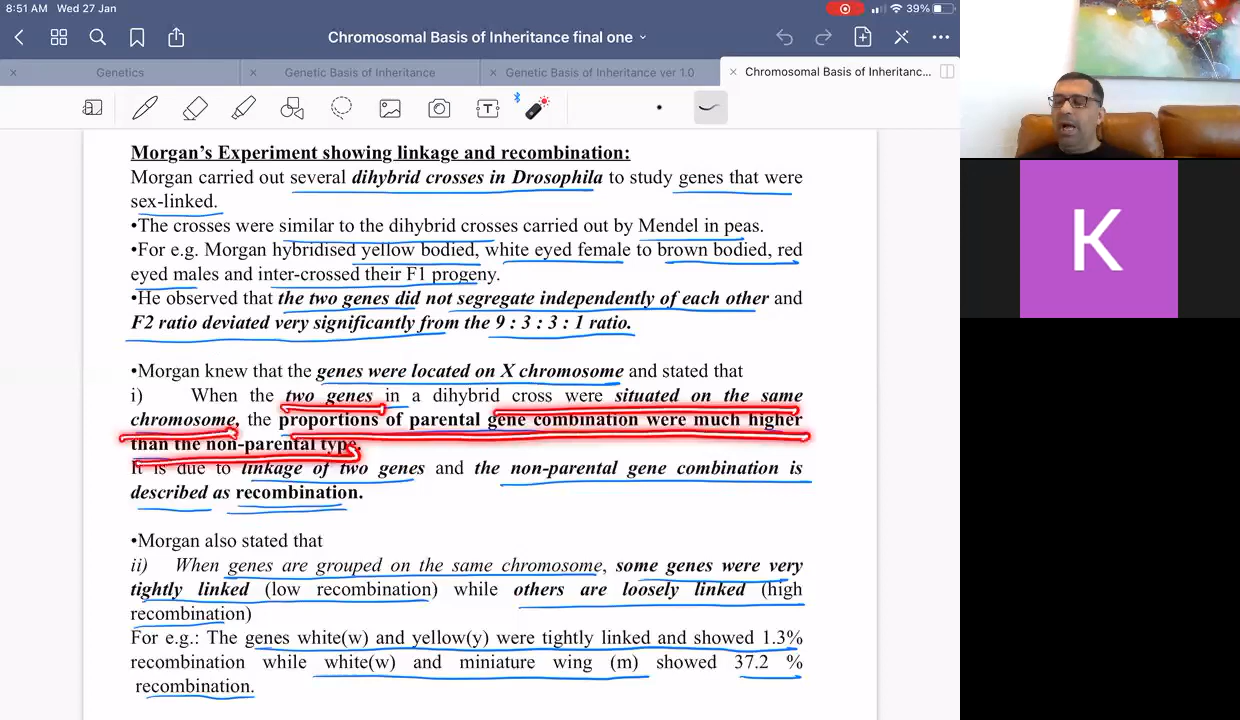 8:51 AM Wed 27 Jan
39%
Chromosomal Basis of Inheritance final one
Genetics
Genetic Basis of Inheritance
Genetic Basis of Inheritance ver 1.0
Chromosomal Basis of Inheritanc...
Morgan's Experiment showing linkage and recombination:
Morgan carried out several dihybrid crosses in Drosophila to study genes that were
sex-linked.
•The crosses were similar to the dihybrid crosses carried out by Mendel in peas.
•For e.g. Morgan hybridised yellow bodied, white eyed female to brown bodied, red
eyed males and inter-crossed their F1 progeny.
•He observed that the two genes did not segregate independently of each other and
F2 ratio deviated very significantly from the 9 : 3 : 3 : 1 ratio.
•Morgan knew that the genes were located on X chromosome and stated that
i) When the two genes in a dihybrid cross were situated on the same
chromosome, the proportions of parental gene combination were much higher
than the non-parental type.
It is due to linkage of two genes and the non-parental gene combination is
described as recombination.
•Morgan also stated that
ii) When genes are grouped on the same chromosome, some genes were very
tightly linked (low recombination) while others are loosely linked (high
recombination)
For e.g.: The genes white(w) and yellow(y) were tightly linked and showed 1.3%
recombination while white(w) and miniature wing (m) showed 37.2 %
recombination.
K